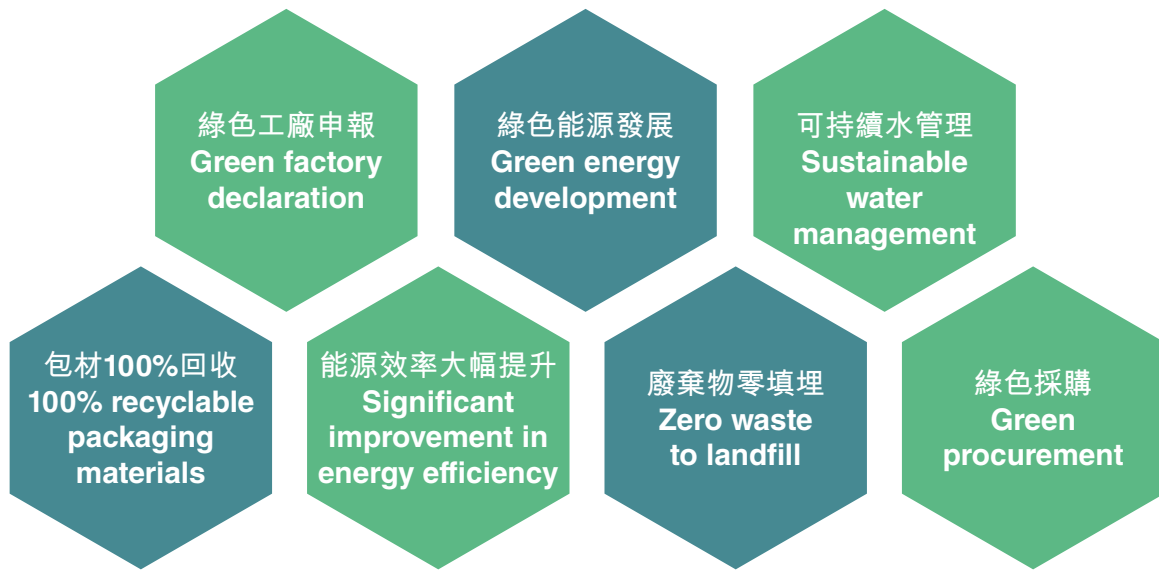 綠色工廠申報
Green factory
declaration
綠色能源發展
Green energy
development
可持續水管理
Sustainable
water
management
包材100%回收
100% recyclable
packaging
materials
能源效率大幅提升
Significant
improvement in
energy efficiency
廢棄物零填埋
Zero waste
to landfill
綠色採購
Green
procurement